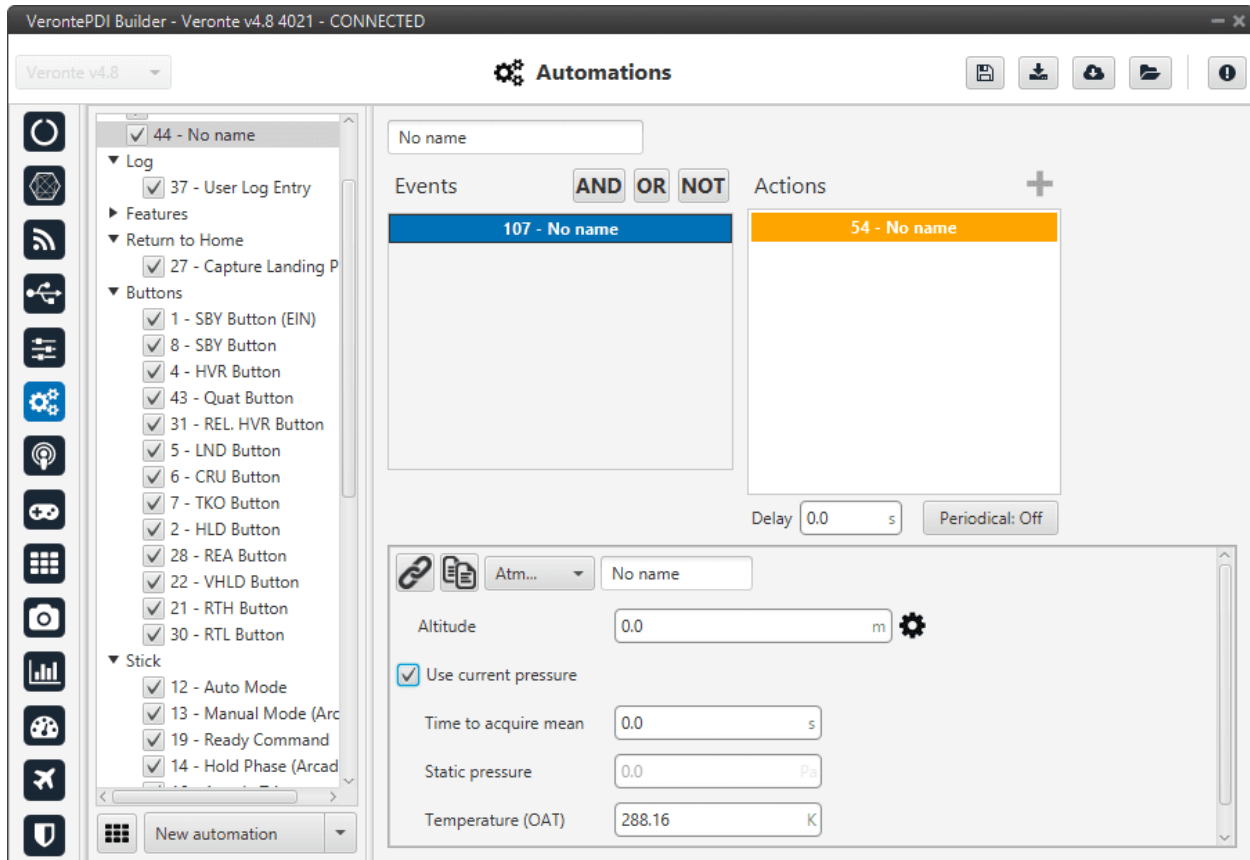 VerontePDI Builder - Veronte v4.8 4021 - CONNECTED
Veronte v4.8
Automations
44 - No name
Log
37 - User Log Entry
Features
Return to Home
27 - Capture Landing P
Buttons
1 - SBY Button (EIN)
8 - SBY Button
4 - HVR Button
43 - Quat Button
31 - REL. HVR Button
5 - LND Button
6 - CRU Button
7 - TKO Button
2 - HLD Button
28 - REA Button
22 - VHLD Button
21 - RTH Button
30 - RTL Button
Stick
12 - Auto Mode
13 - Manual Mode (Arc
19 - Ready Command
14 - Hold Phase (Arcad
New automation
No name
Events AND OR NOT Actions
107 - No name
54 - No name
Delay 0.0 s Periodical: Off
Atm... No name
Altitude 0.0 m
Use current pressure
Time to acquire mean 0.0 s
Static pressure 0.0 Pa
Temperature (OAT) 288.16 K